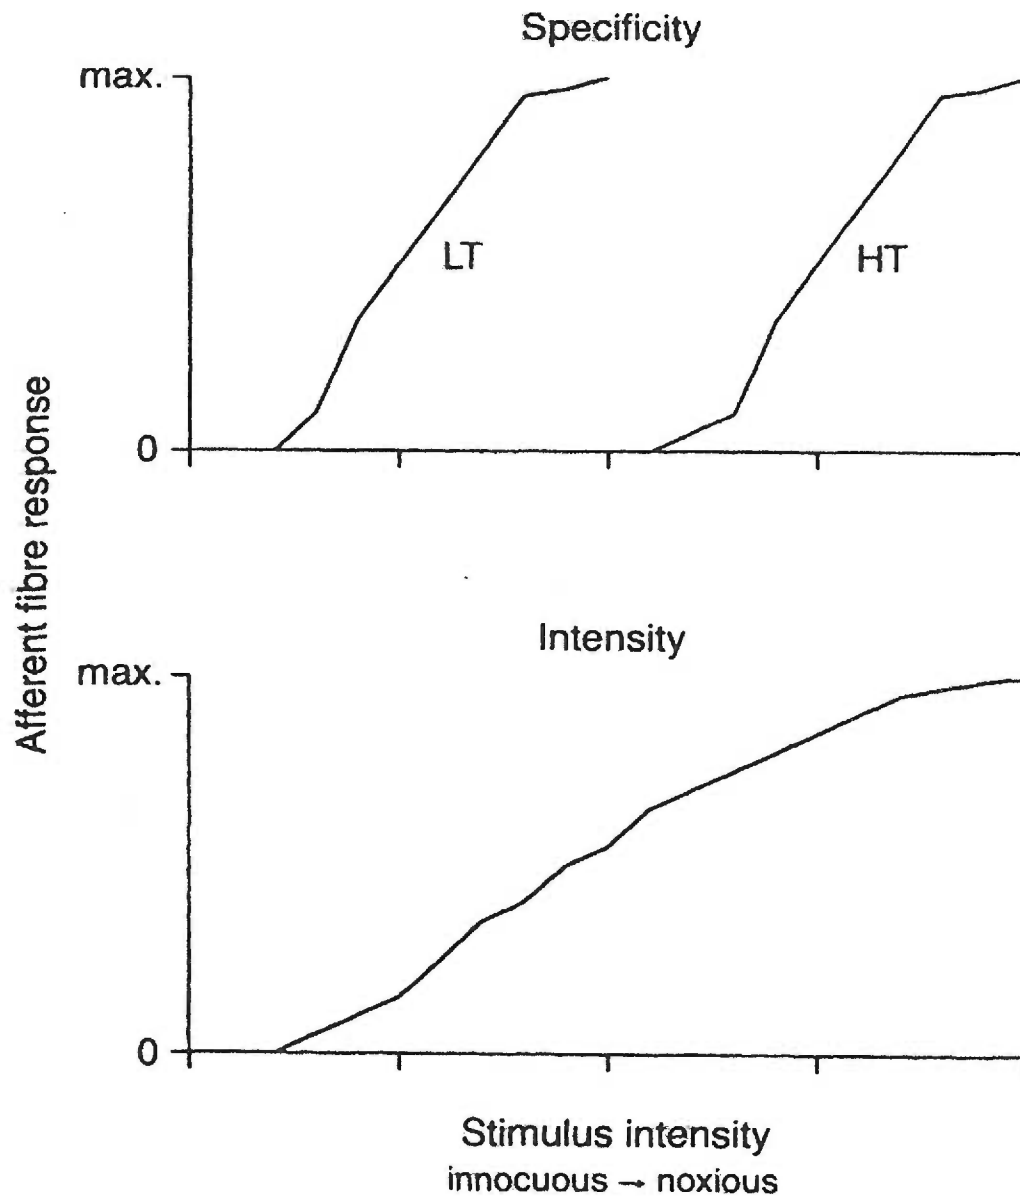 Specificity
max.
LT
HT
0
Afferent fibre response
Intensity
max.
0
Stimulus intensity
innocuous → noxious